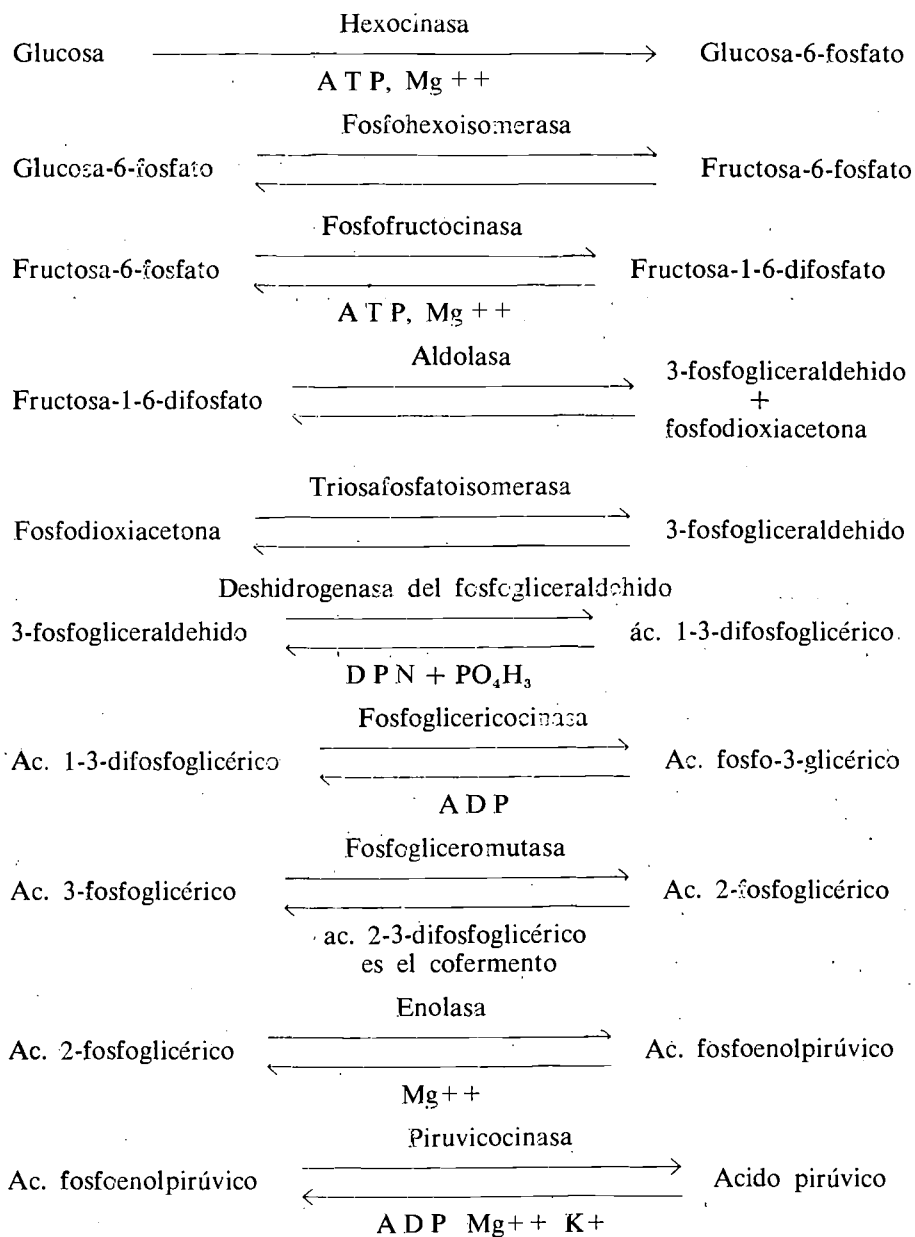 Hexocinasa
Glucosa Glucosa-6-fosfato
A T P, Mg ++
Fosfohexoisomerasa
Glucosa-6-fosfato Fructosa-6-fosfato
Fosfofructocinasa
Fructosa-6-fosfato Fructosa-1-6-difosfato
A T P, Mg ++
Aldolasa
Fructosa-1-6-difosfato
3-fosfogliceraldehido
+
fosfodioxiacetona
Triosafosfatoisomerasa
Fosfodioxiacetona 3-fosfogliceraldehido
Deshidrogenasa del fosfogliceraldehido
3-fosfogliceraldehido ác. 1-3-difosfoglicérico
D P N + PO₄H₃
Fosfoglicericocinasa
Ac. 1-3-difosfoglicérico Ac. fosfo-3-glicérico
A D P
Fosfogliceromutasa
Ac. 3-fosfoglicérico Ac. 2-fosfoglicérico
ac. 2-3-difosfoglicérico
es el cofermento
Enolasa
Ac. 2-fosfoglicérico Ac. fosfoenolpirúvico
Mg++
Piruvicocinasa
Ac. fosfoenolpirúvico Acido pirúvico
A D P Mg++ K+